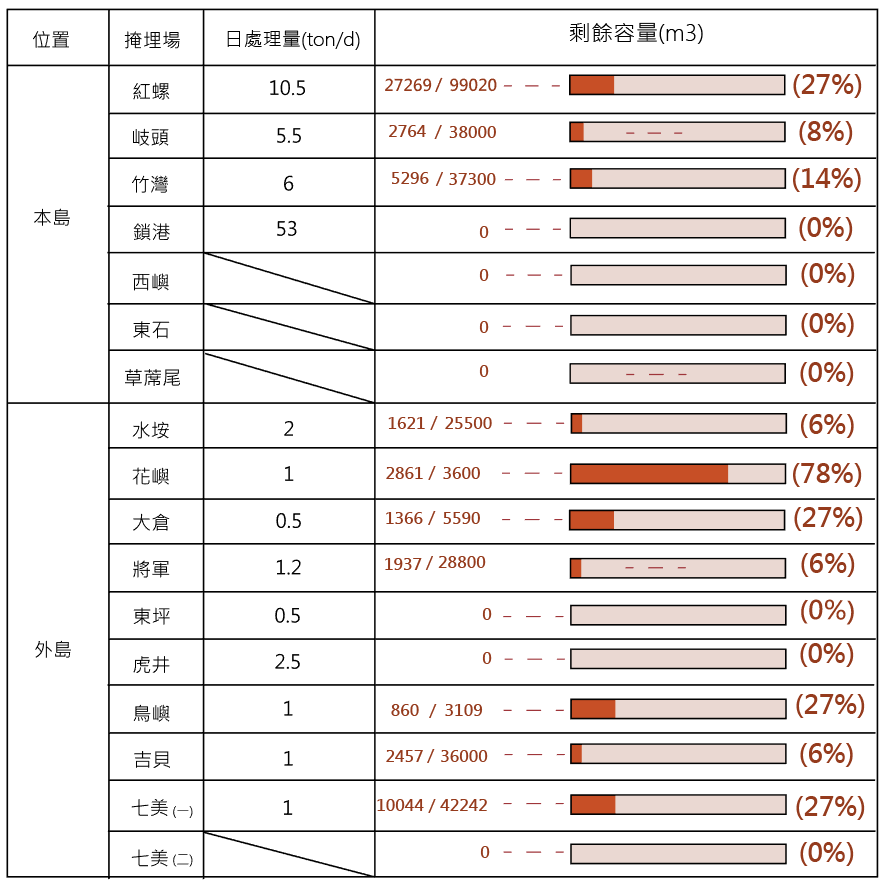 位置 掩埋場 日處理量(ton/d) 剩餘容量(m3)
本島
紅螺 10.5 27269 / 99020 (27%)
岐頭 5.5 2764 / 38000 (8%)
竹灣 6 5296 / 37300 (14%)
鎖港 53 0 (0%)
西嶼 0 (0%)
東石 0 (0%)
草蓆尾 0 (0%)
外島
水垵 2 1621 / 25500 (6%)
花嶼 1 2861 / 3600 (78%)
大倉 0.5 1366 / 5590 (27%)
將軍 1.2 1937 / 28800 (6%)
東坪 0.5 0 (0%)
虎井 2.5 0 (0%)
鳥嶼 1 860 / 3109 (27%)
吉貝 1 2457 / 36000 (6%)
七美 (一) 1 10044 / 42242 (27%)
七美 (二) 0 (0%)